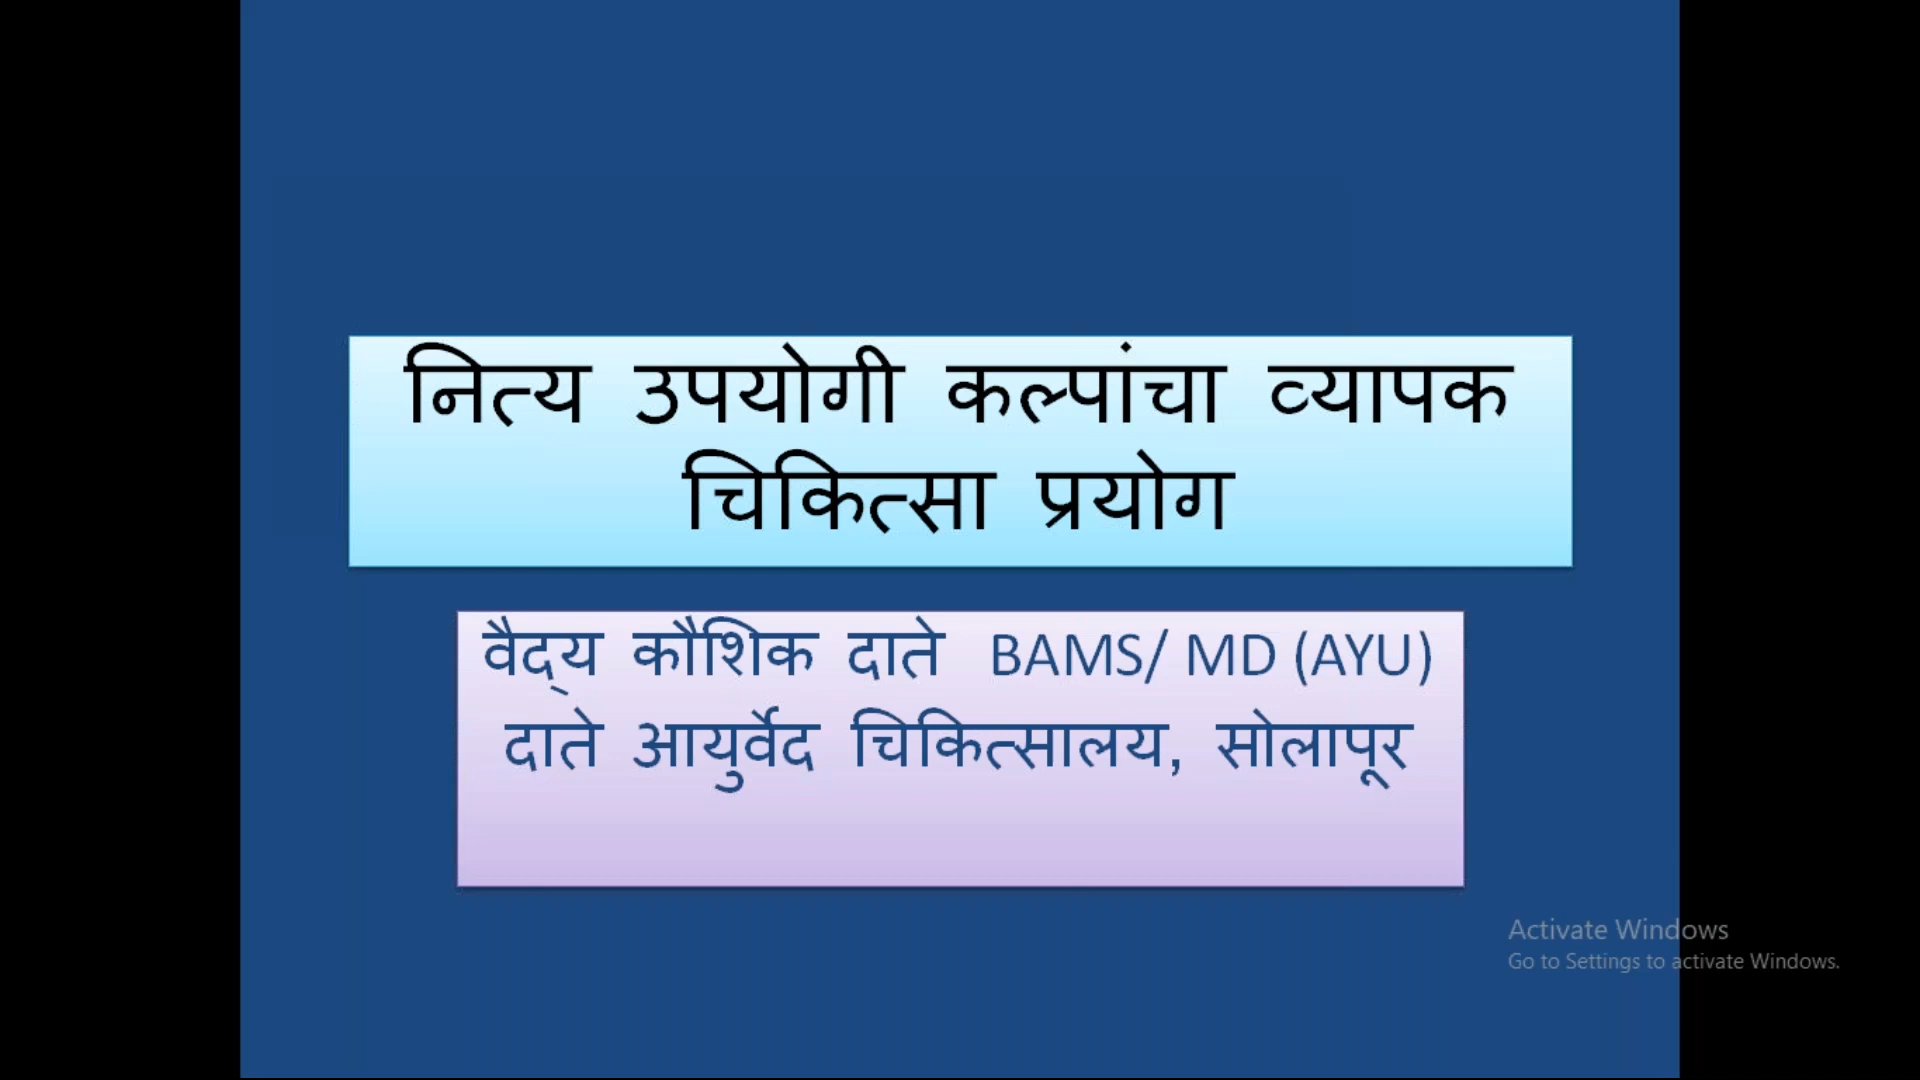 नित्य उपयोगी कल्पांचा व्यापक
चिकित्सा प्रयोग
वैद्‌य कौशिक दाते BAMS/ MD (AYU)
दाते आयुर्वेद चिकित्सालय, सोलापूर
Activate Windows
Go to Settings to activate Windows.